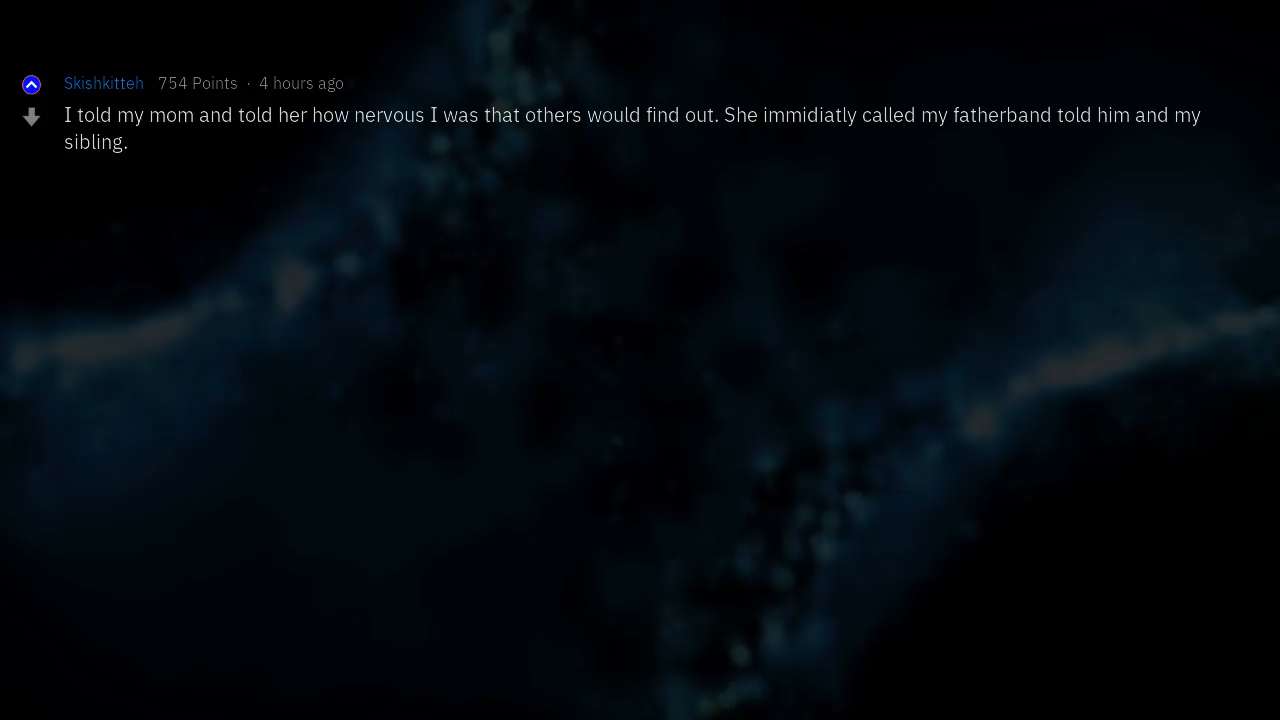 Skishkitteh 754 Points · 4 hours ago
I told my mom and told her how nervous I was that others would find out. She immidiatly called my fatherband told him and my
sibling.